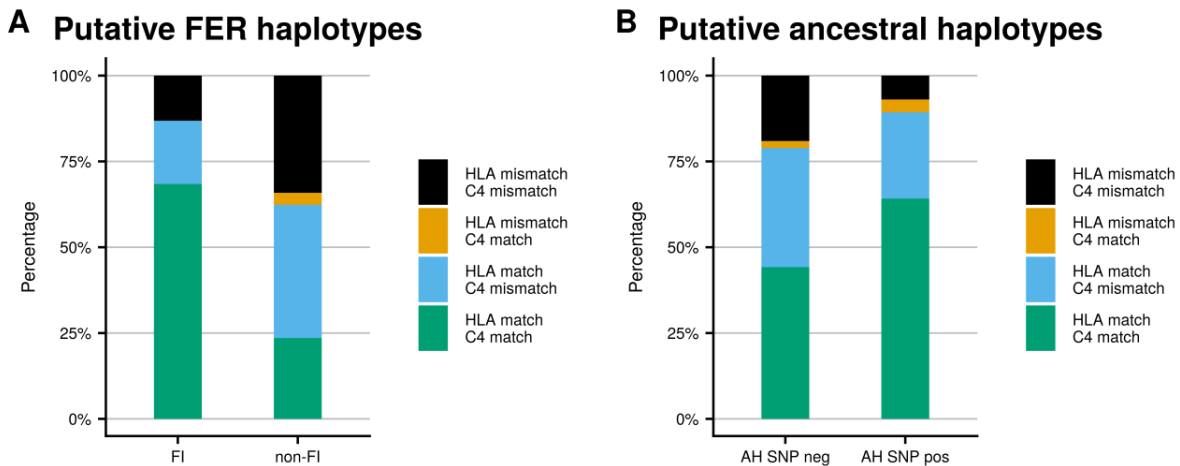 A Putative FER haplotypes
100%
75%
50%
25%
0%
Percentage
FI
non-FI
HLA mismatch
C4 mismatch
HLA mismatch
C4 match
HLA match
C4 mismatch
HLA match
C4 match
B Putative ancestral haplotypes
100%
75%
50%
25%
0%
Percentage
AH SNP neg
AH SNP pos
HLA mismatch
C4 mismatch
HLA mismatch
C4 match
HLA match
C4 mismatch
HLA match
C4 match